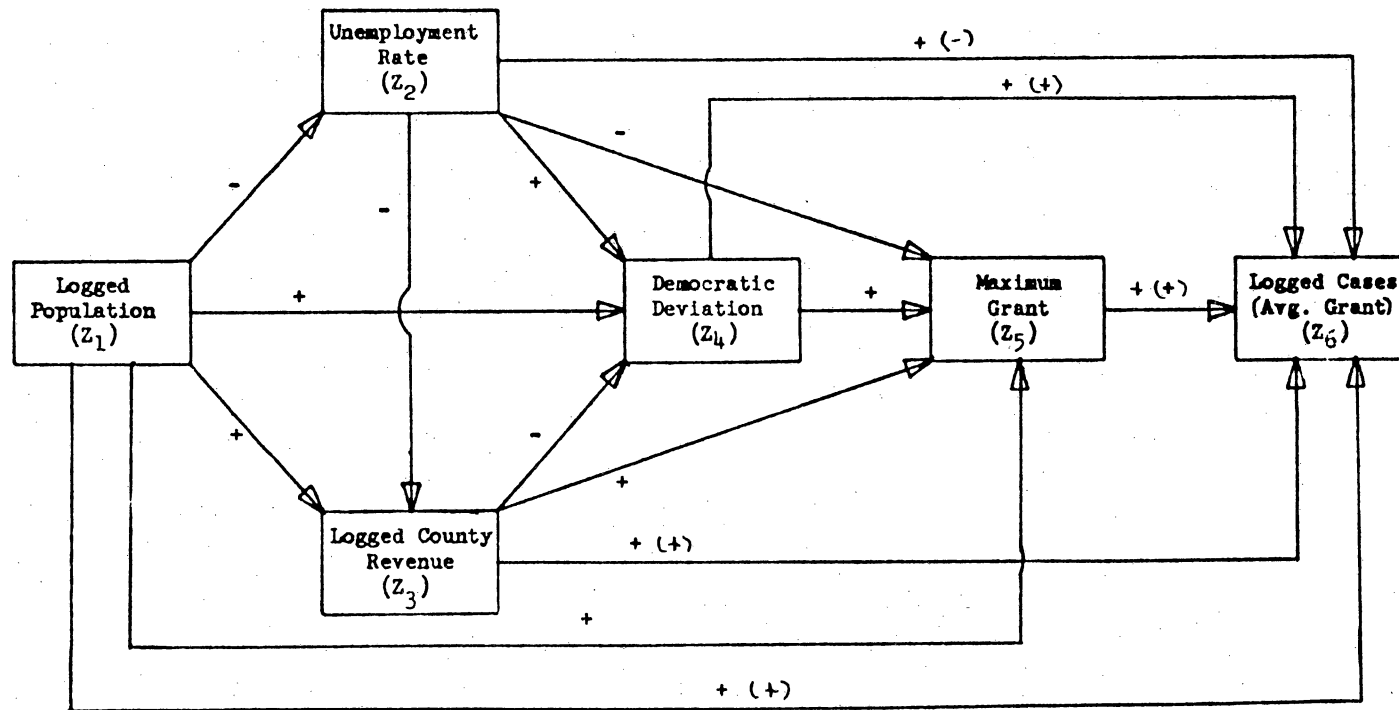 Unemployment
Rate
(Z2)
+ (-)
+ (+)
-
-
+
-
Logged
Population
(Z1)
+
Democratic
Deviation
(Z4)
+
Maximum
Grant
(Z5)
+ (+)
Logged Cases
(Avg. Grant)
(Z6)
+
-
+
Logged County
Revenue
(Z3)
+ (+)
+
+ (+)